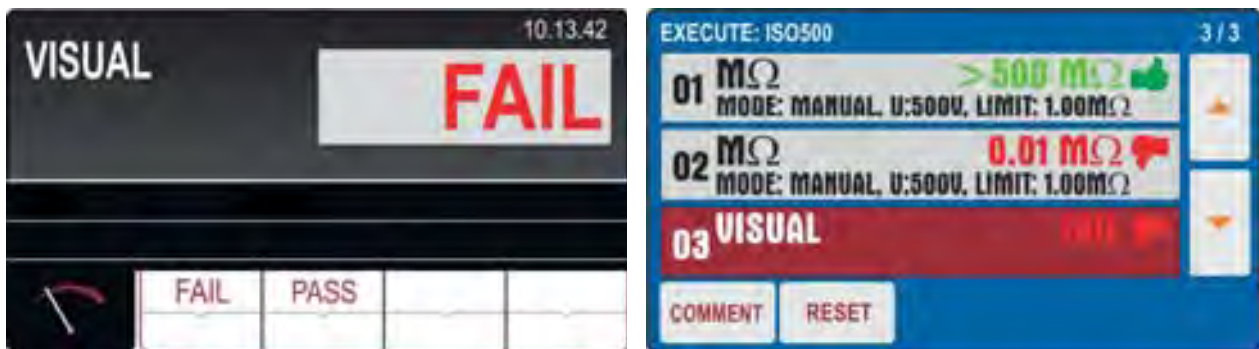 10.13.42
VISUAL
FAIL
FAIL PASS
EXECUTE: ISO500 3/3
01 MΩ >500 MΩ
MODE: MANUAL, U:500V, LIMIT: 1.00MΩ
02 MΩ 0.01 MΩ
MODE: MANUAL, U:500V, LIMIT: 1.00MΩ
03 VISUAL
COMMENT RESET